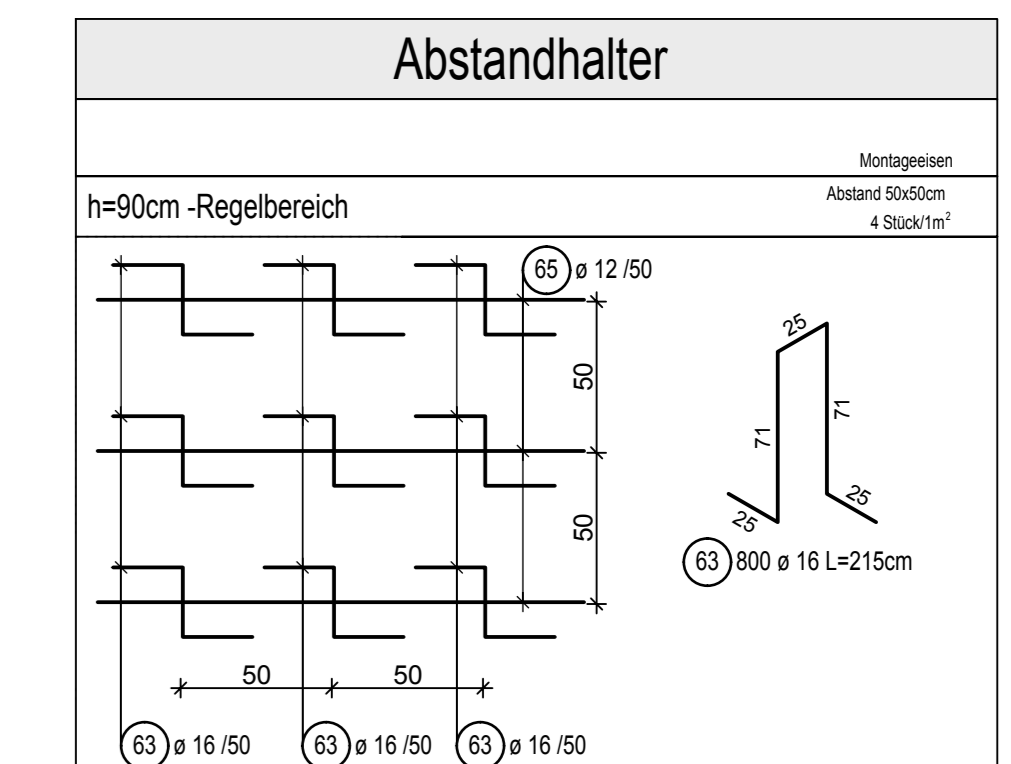 Abstandhalter
Montageeisen
h=90cm -Regelbereich
Abstand 50x50cm
4 Stück/1m²
65 ø 12 /50
50
50
50 50
63 ø 16 /50 63 ø 16 /50 63 ø 16 /50
25
71 71
25 25
63 800 ø 16 L=215cm